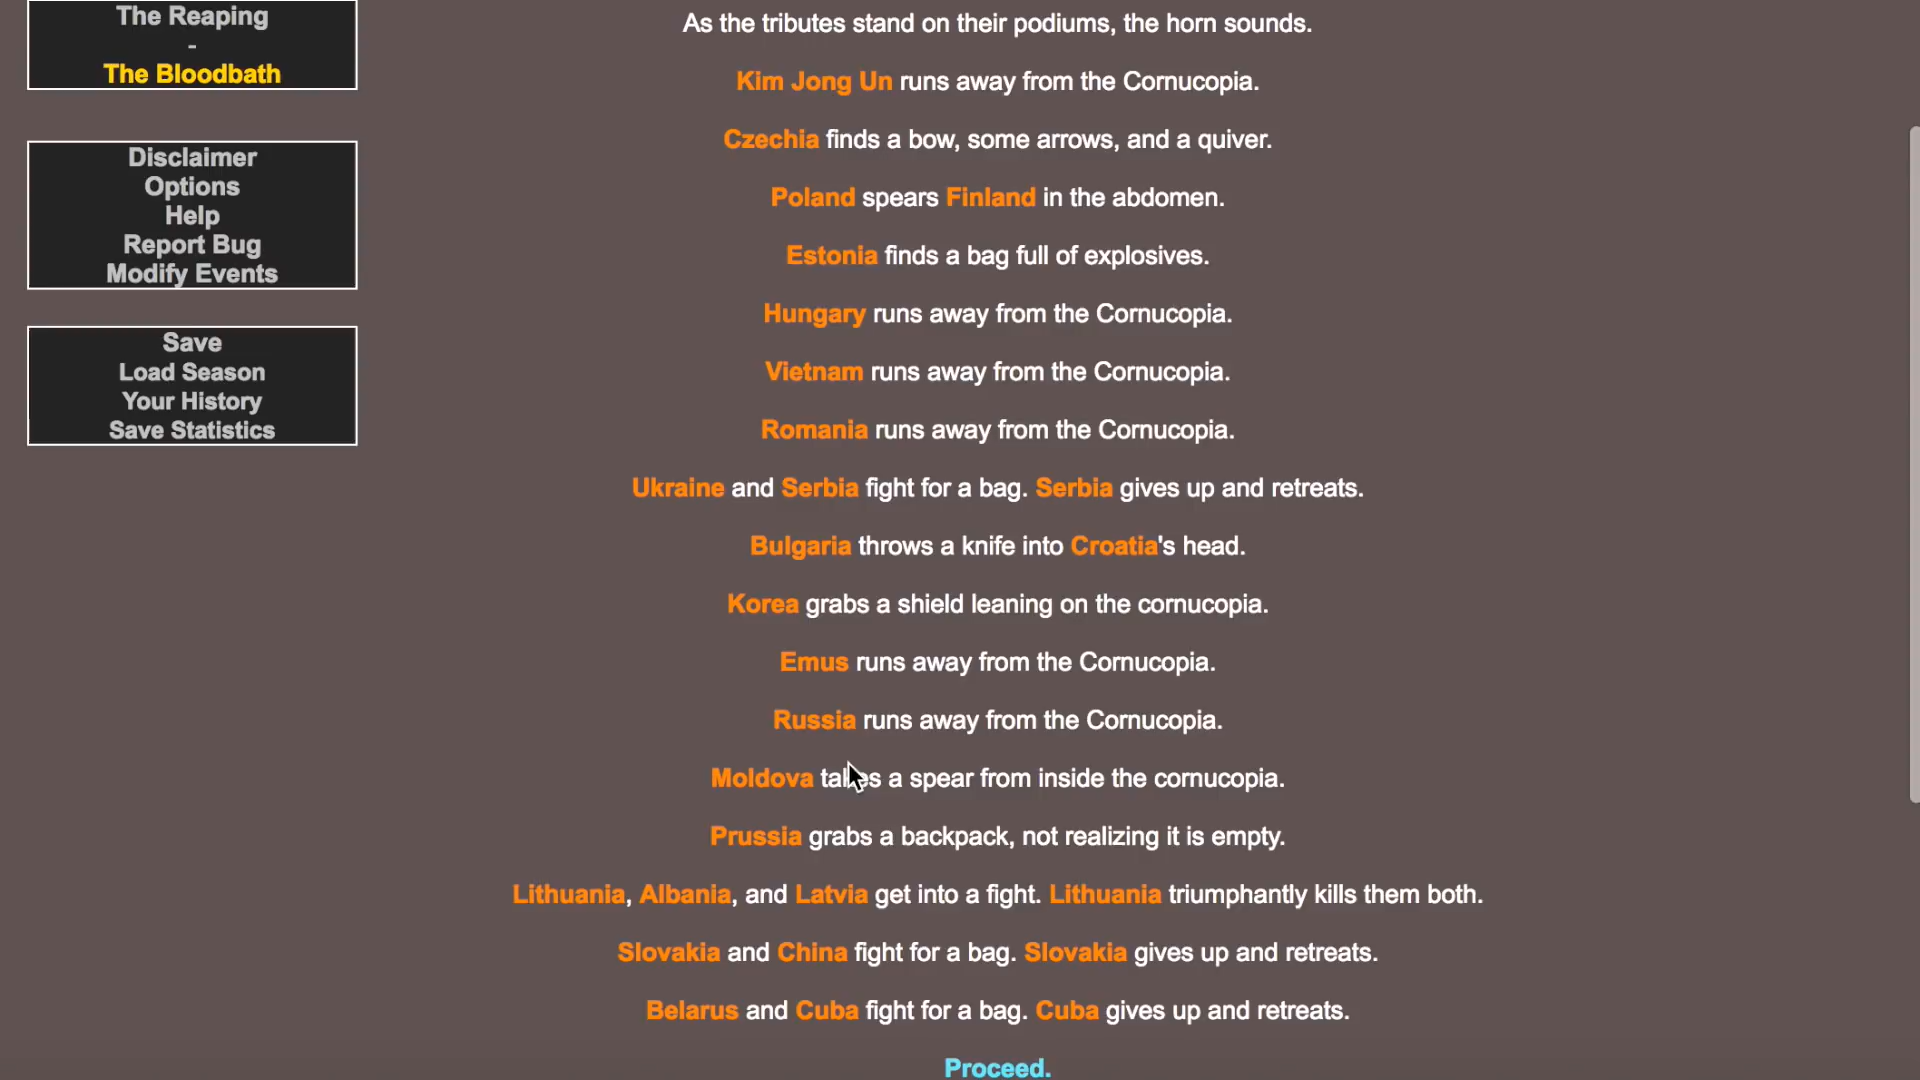 The Reaping
-
The Bloodbath
Disclaimer
Options
Help
Report Bug
Modify Events
Save
Load Season
Your History
Save Statistics
As the tributes stand on their podiums, the horn sounds.
Kim Jong Un runs away from the Cornucopia.
Czechia finds a bow, some arrows, and a quiver.
Poland spears Finland in the abdomen.
Estonia finds a bag full of explosives.
Hungary runs away from the Cornucopia.
Vietnam runs away from the Cornucopia.
Romania runs away from the Cornucopia.
Ukraine and Serbia fight for a bag. Serbia gives up and retreats.
Bulgaria throws a knife into Croatia's head.
Korea grabs a shield leaning on the cornucopia.
Emus runs away from the Cornucopia.
Russia runs away from the Cornucopia.
Moldova takes a spear from inside the cornucopia.
Prussia grabs a backpack, not realizing it is empty.
Lithuania, Albania, and Latvia get into a fight. Lithuania triumphantly kills them both.
Slovakia and China fight for a bag. Slovakia gives up and retreats.
Belarus and Cuba fight for a bag. Cuba gives up and retreats.
Proceed.